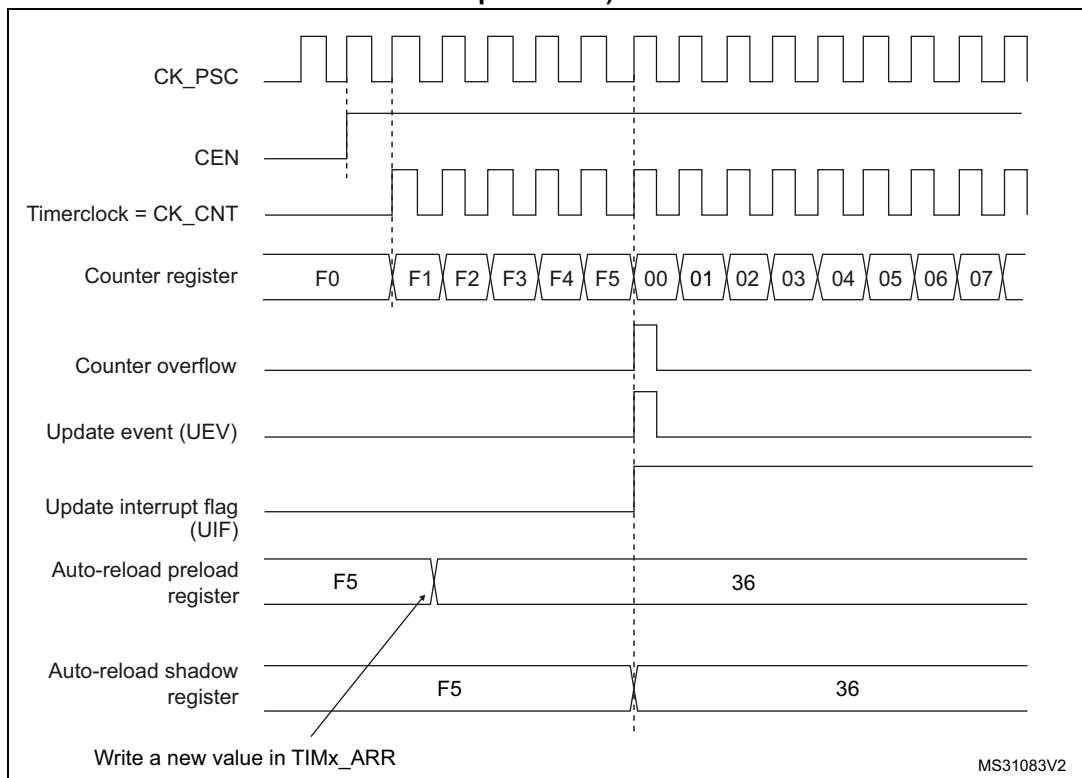 CK_PSC
CEN
Timerclock = CK_CNT
Counter register
F0 F1 F2 F3 F4 F5 00 01 02 03 04 05 06 07
Counter overflow
Update event (UEV)
Update interrupt flag
(UIF)
Auto-reload preload
register
F5 36
Auto-reload shadow
register
F5 36
Write a new value in TIMx_ARR
MS31083V2